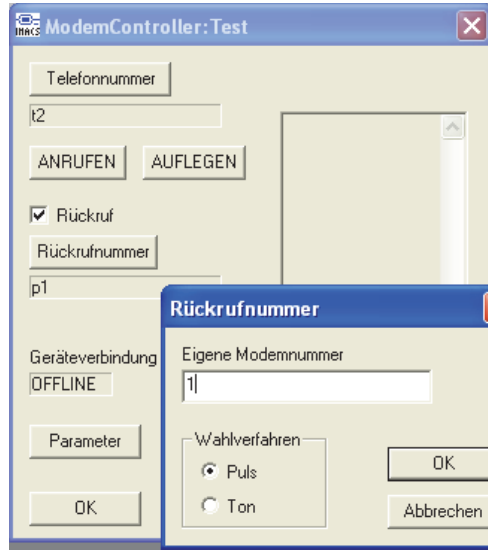 IMACS ModemController:Test
Telefonnummer
t2
ANRUFEN AUFLEGEN
Rückruf
Rückrufnummer
p1
Geräteverbindung
OFFLINE
Parameter
OK
Rückrufnummer
Eigene Modemnummer
1
Wahlverfahren
Puls
Ton
OK
Abbrechen